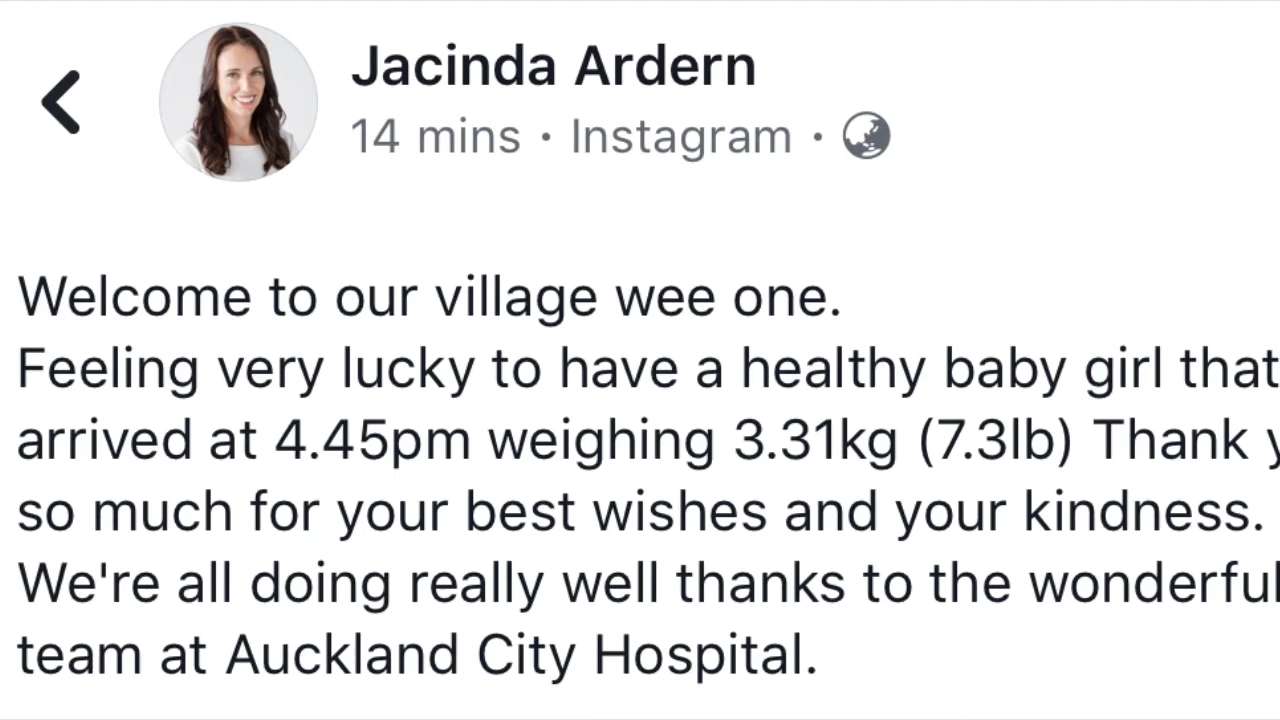 Jacinda Ardern
14 mins · Instagram ·
Welcome to our village wee one.
Feeling very lucky to have a healthy baby girl that
arrived at 4.45pm weighing 3.31kg (7.3lb) Thank y
so much for your best wishes and your kindness.
We're all doing really well thanks to the wonderful
team at Auckland City Hospital.